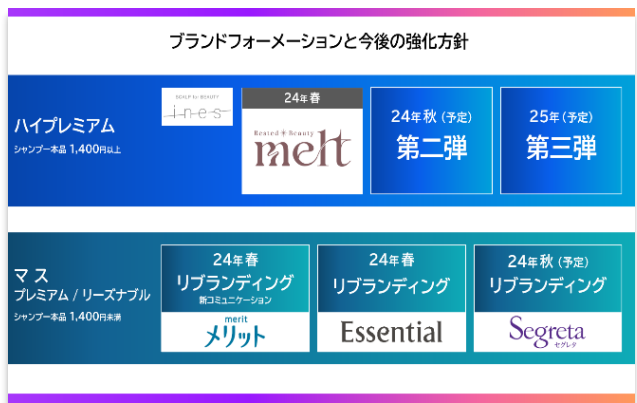 ブランドフォーメーションと今後の強化方針
ハイプレミアム
シャンプー本品 1,400円以上
SCALP for BEAUTY
ines
24年 春
Rested＊Beauty
melt
24年 秋 (予定)
第二弾
25年 (予定)
第三弾
マス
プレミアム / リーズナブル
シャンプー本品 1,400円未満
24年 春
リブランディング
新コミュニケーション
merit
メリット
24年 春
リブランディング
Essential
24年 秋 (予定)
リブランディング
Segreta
セグレタ